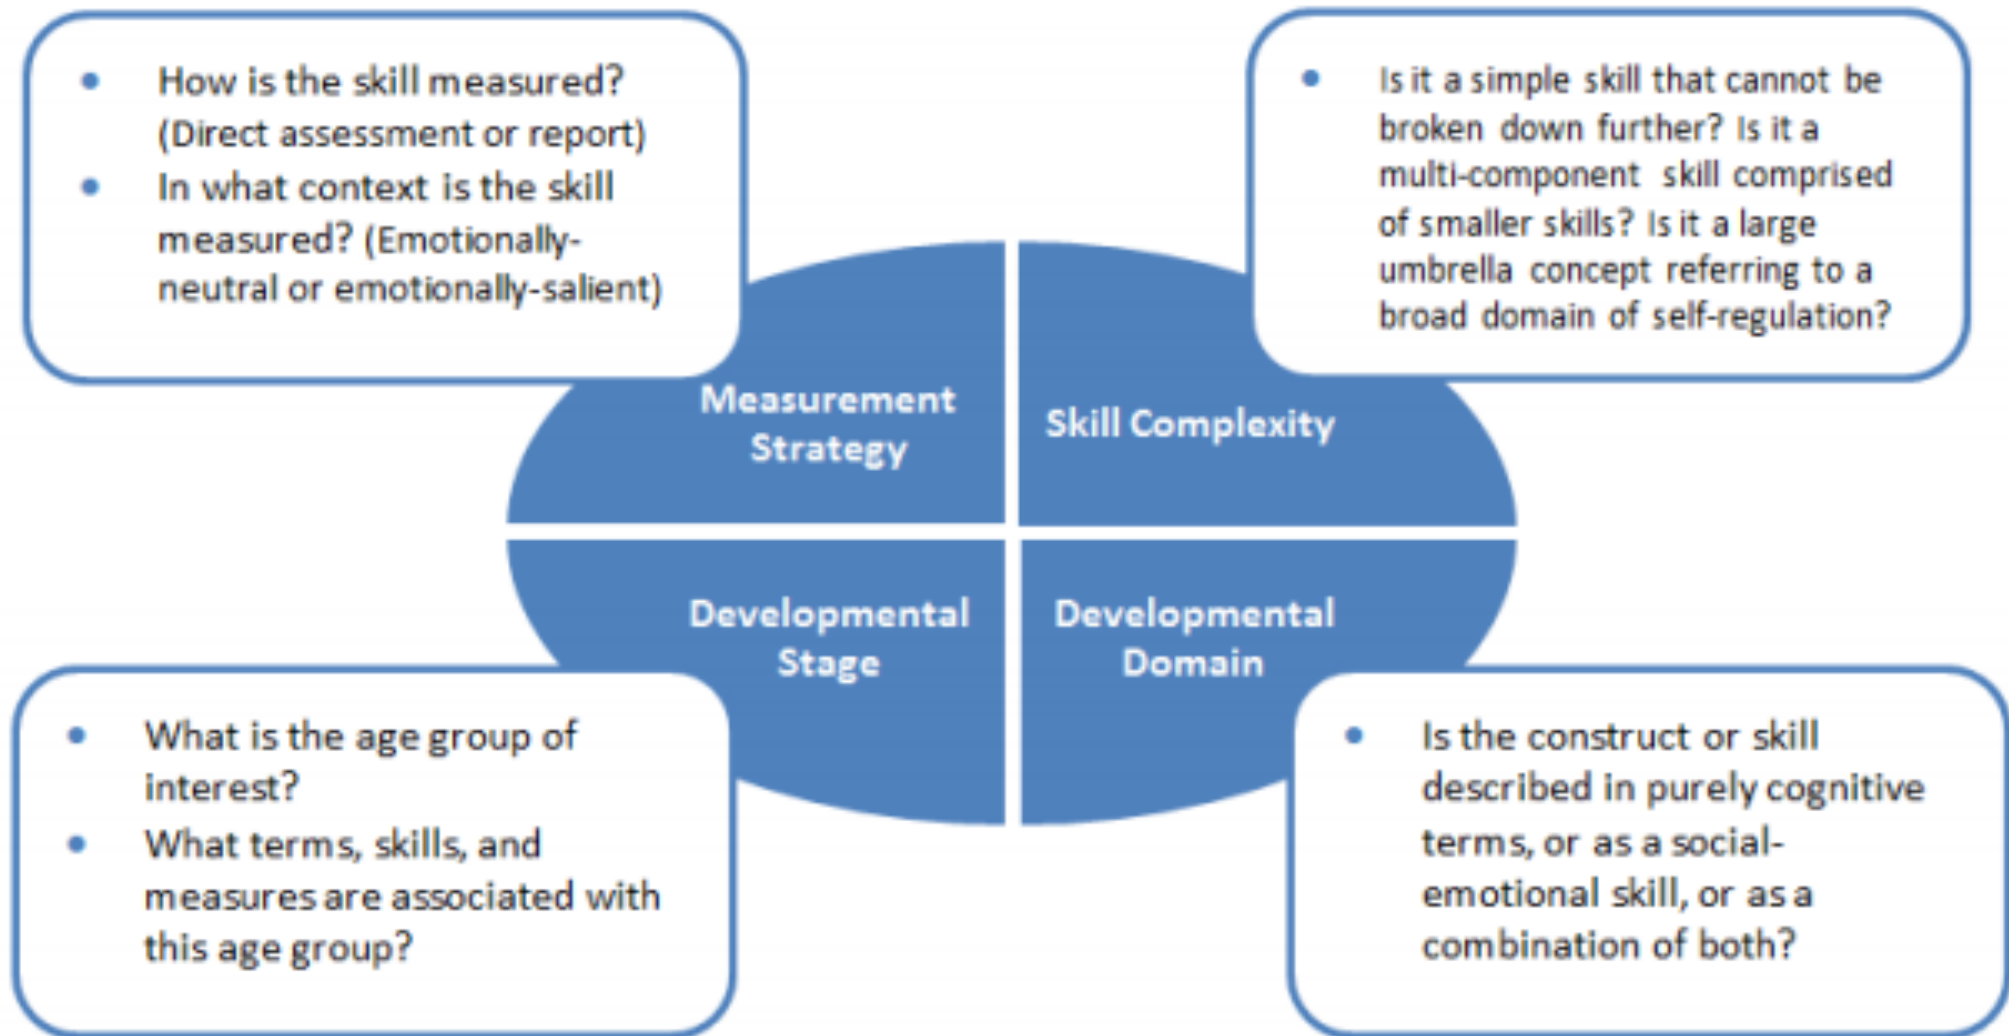 • How is the skill measured?
(Direct assessment or report)
• In what context is the skill
measured? (Emotionally-
neutral or emotionally-salient)
• Is it a simple skill that cannot be
broken down further? Is it a
multi-component skill comprised
of smaller skills? Is it a large
umbrella concept referring to a
broad domain of self-regulation?
Measurement
Strategy
Skill Complexity
Developmental
Stage
Developmental
Domain
• What is the age group of
interest?
• What terms, skills, and
measures are associated with
this age group?
• Is the construct or skill
described in purely cognitive
terms, or as a social-
emotional skill, or as a
combination of both?